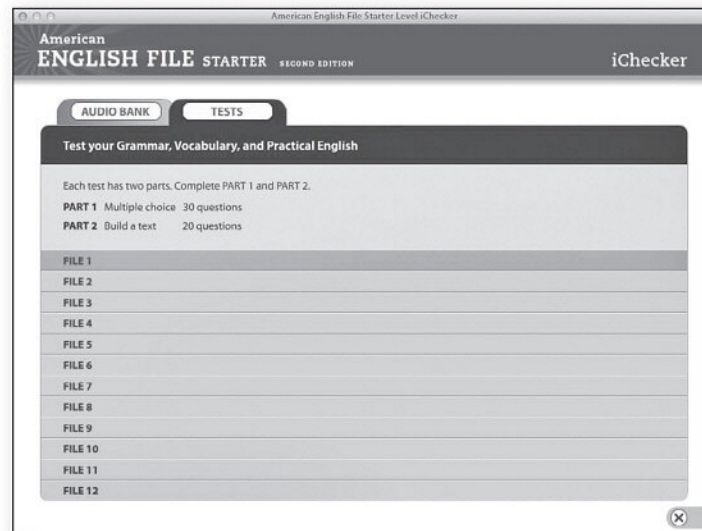 American English File Starter Level iChecker
American
ENGLISH FILE STARTER SECOND EDITION
iChecker
AUDIO BANK
TESTS
Test your Grammar, Vocabulary, and Practical English
Each test has two parts. Complete PART 1 and PART 2.
PART 1 Multiple choice 30 questions
PART 2 Build a text 20 questions
FILE 1
FILE 2
FILE 3
FILE 4
FILE 5
FILE 6
FILE 7
FILE 8
FILE 9
FILE 10
FILE 11
FILE 12